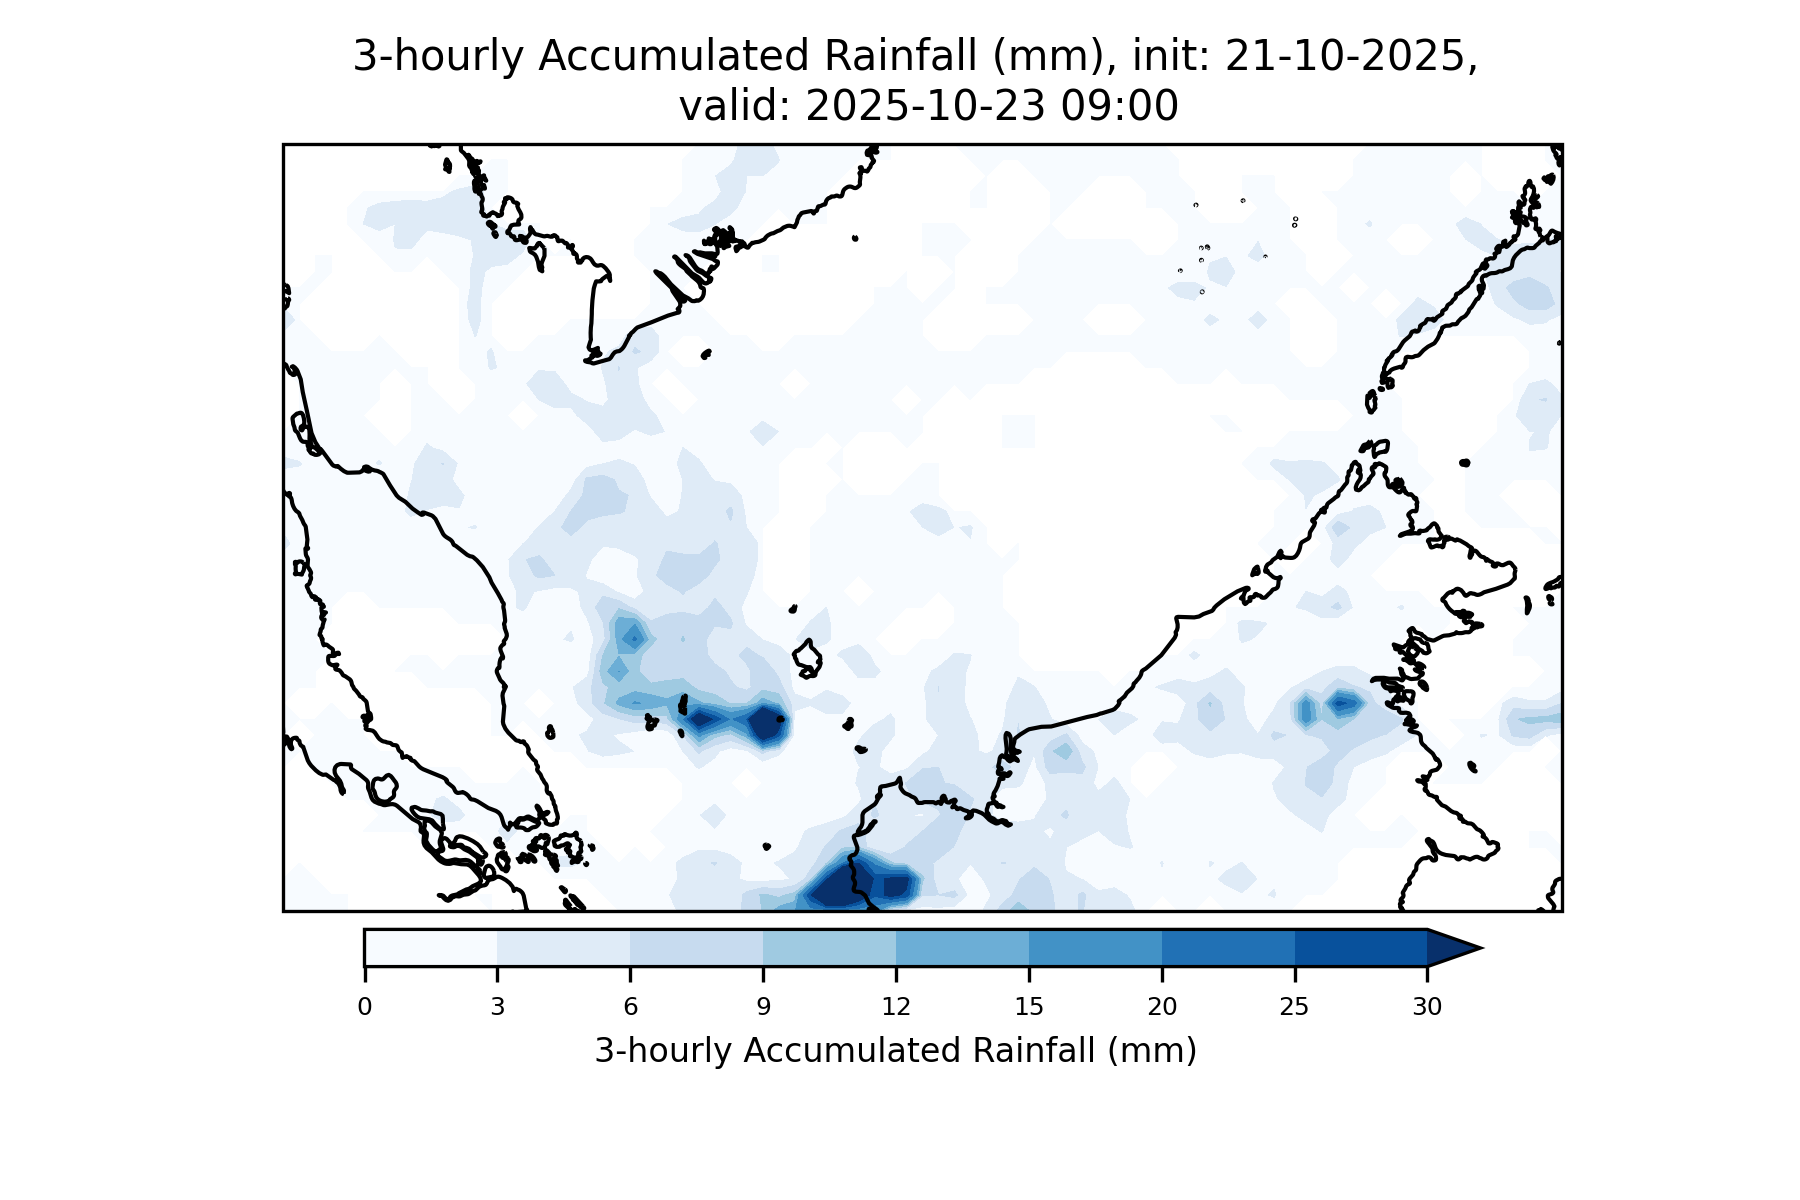 3-hourly Accumulated Rainfall (mm), init: 21-10-2025,
valid: 2025-10-23 09:00
0 3 6 9 12 15 20 25 30
3-hourly Accumulated Rainfall (mm)